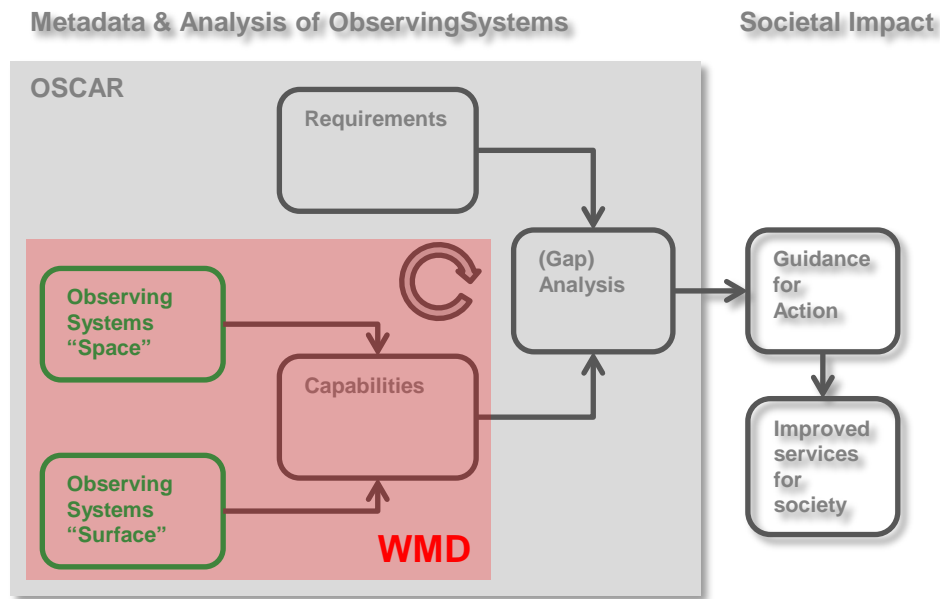 Metadata & Analysis of ObservingSystems
Societal Impact
OSCAR
Requirements
(Gap)
Analysis
Guidance
for
Action
Observing
Systems
“Space”
Capabilities
Improved
services
for
society
Observing
Systems
“Surface”
WMD